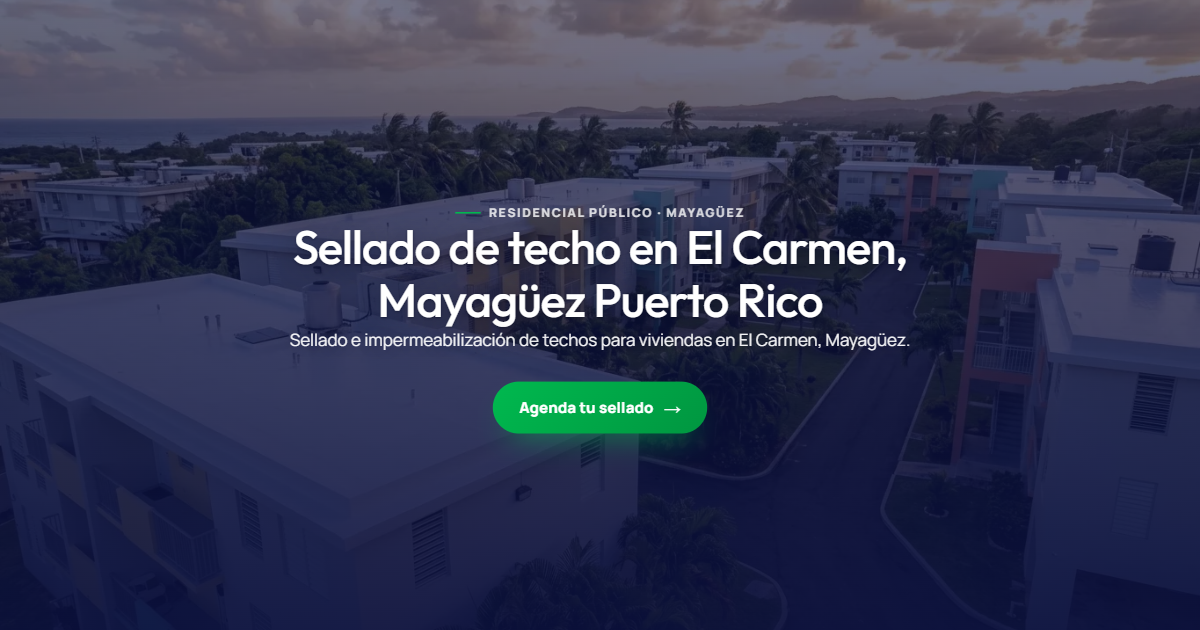 RESIDENCIAL PÚBLICO · MAYAGÜEZ
Sellado de techo en El Carmen,
Mayagüez Puerto Rico
Sellado e impermeabilización de techos para viviendas en El Carmen, Mayagüez.
Agenda tu sellado →